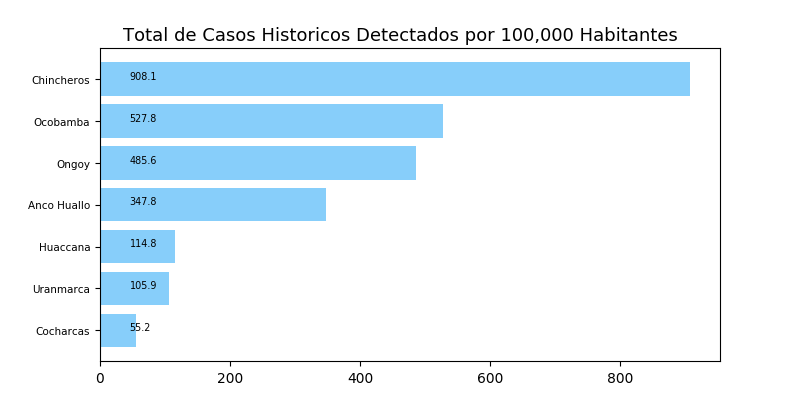 Total de Casos Historicos Detectados por 100,000 Habitantes
Chincheros 908.1
Ocobamba 527.8
Ongoy 485.6
Anco Huallo 347.8
Huaccana 114.8
Uranmarca 105.9
Cocharcas 55.2
0 200 400 600 800